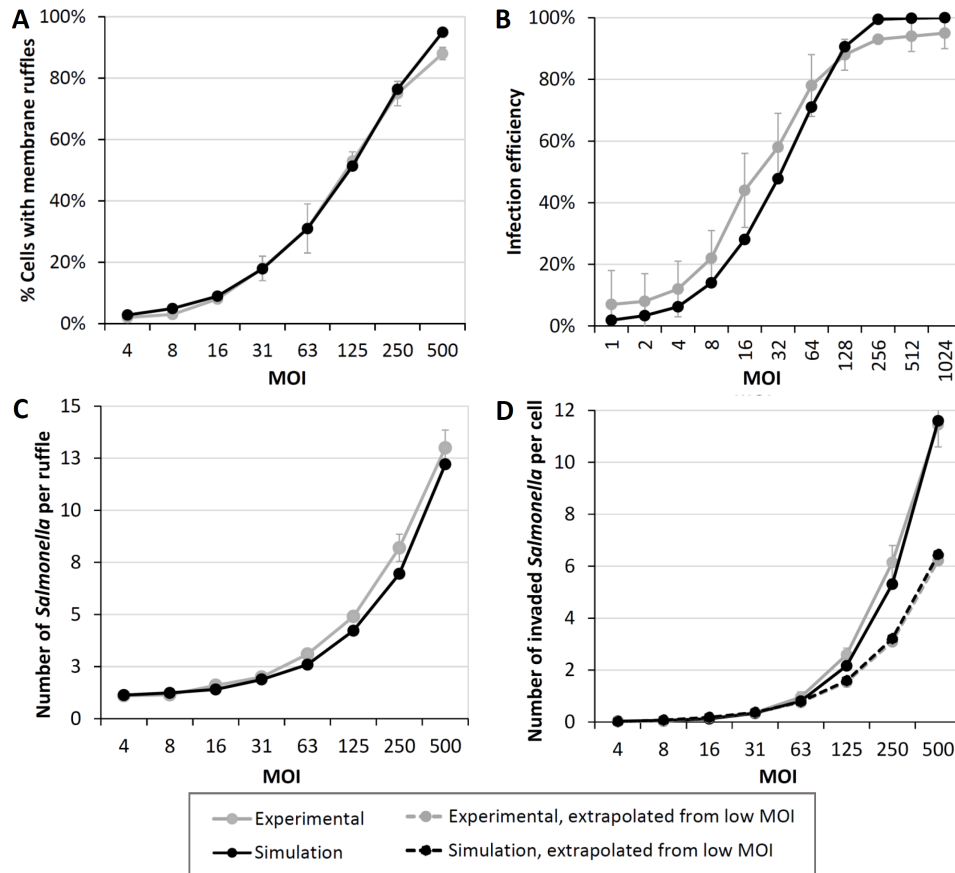 A
% Cells with membrane ruffles
100%
80%
60%
40%
20%
0%
4 8 16 31 63 125 250 500
MOI
B
Infection efficiency
100%
80%
60%
40%
20%
0%
1 2 4 8 16 32 64 128 256 512 1024
MOI
C
Number of Salmonella per ruffle
15
13
10
8
5
3
0
4 8 16 31 63 125 250 500
MOI
D
Number of invaded Salmonella per cell
12
10
8
6
4
2
0
4 8 16 31 63 125 250 500
MOI
Experimental
Experimental, extrapolated from low MOI
Simulation
Simulation, extrapolated from low MOI